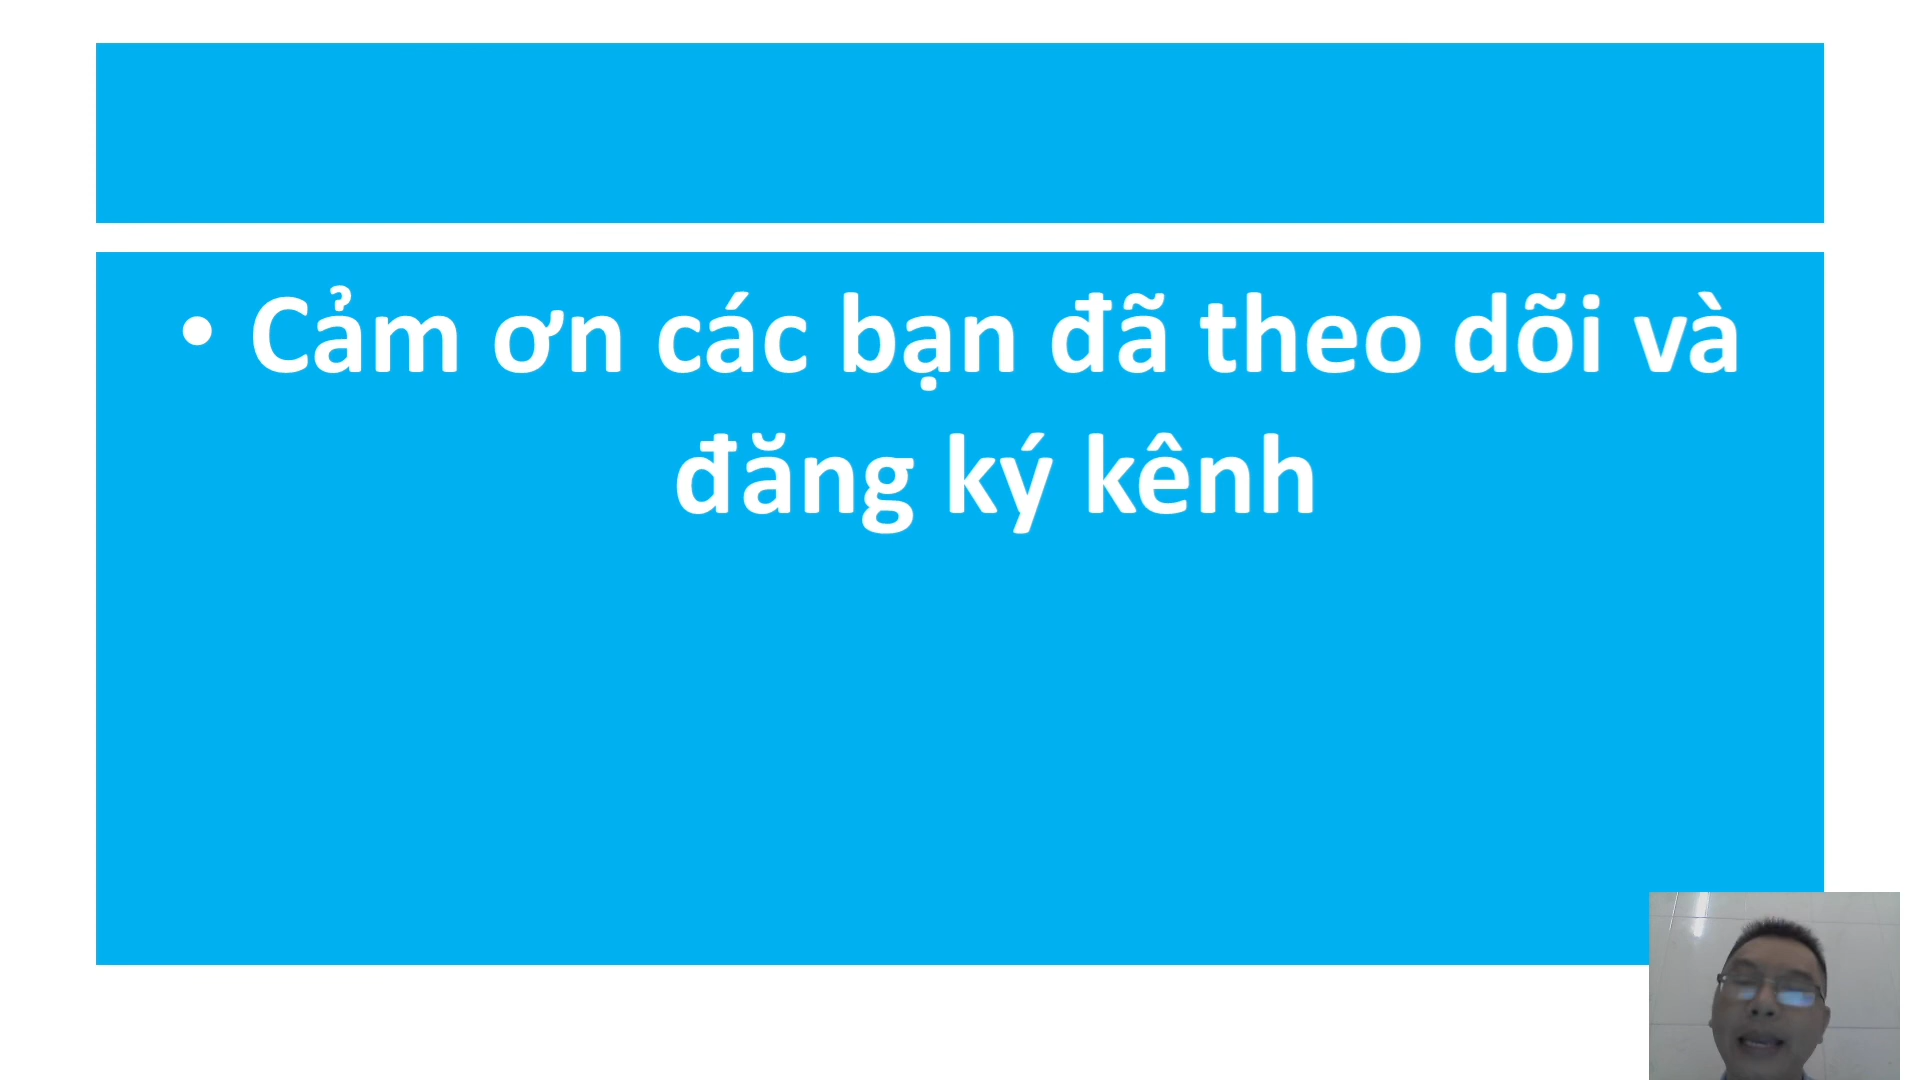 • Cảm ơn các bạn đã theo dõi và
đăng ký kênh